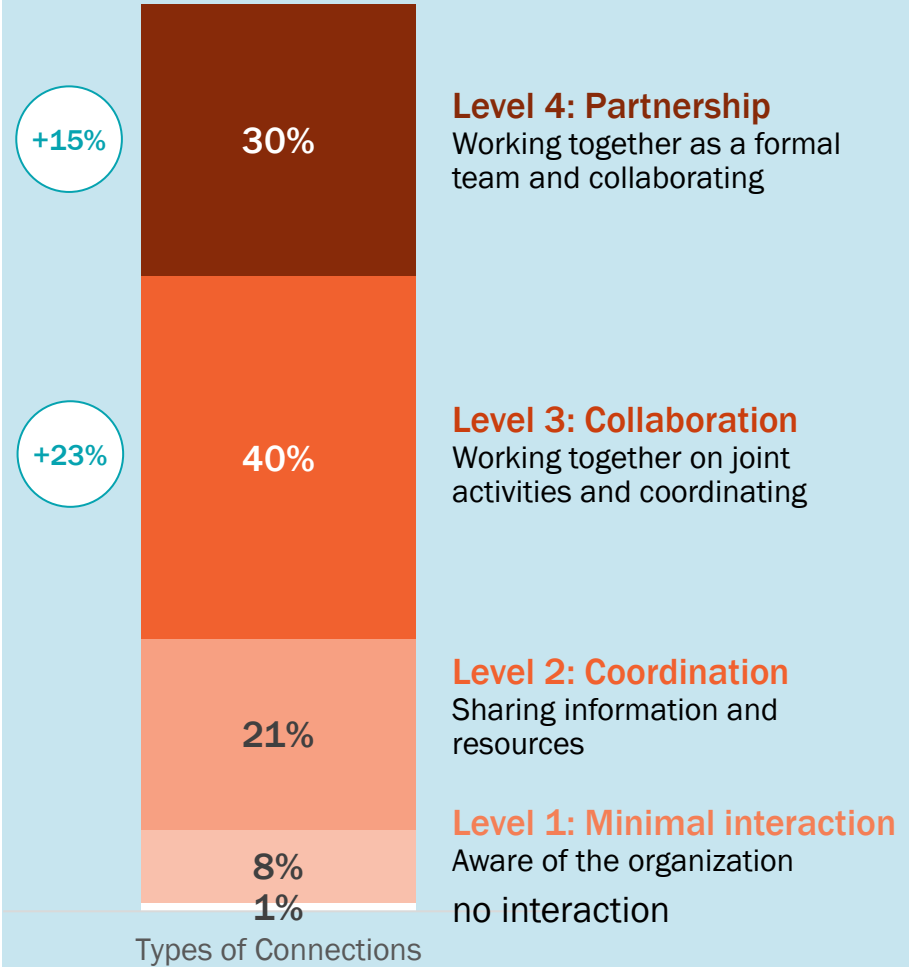 +15%
30%
Level 4: Partnership
Working together as a formal
team and collaborating
+23%
40%
Level 3: Collaboration
Working together on joint
activities and coordinating
21%
Level 2: Coordination
Sharing information and
resources
8%
Level 1: Minimal interaction
Aware of the organization
1%
no interaction
Types of Connections